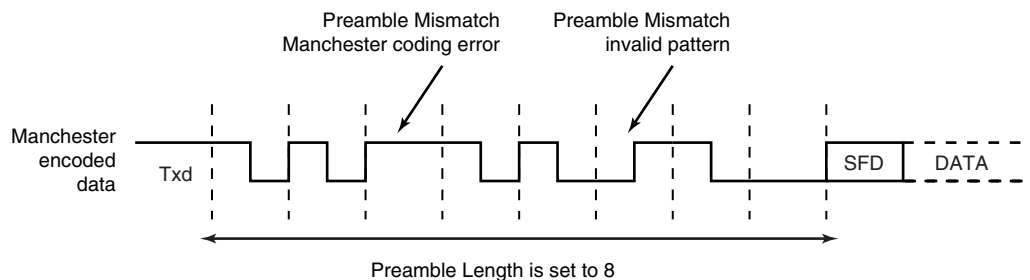 Preamble Mismatch
Manchester coding error
Preamble Mismatch
invalid pattern
Manchester
encoded
data
Txd
SFD
DATA
Preamble Length is set to 8